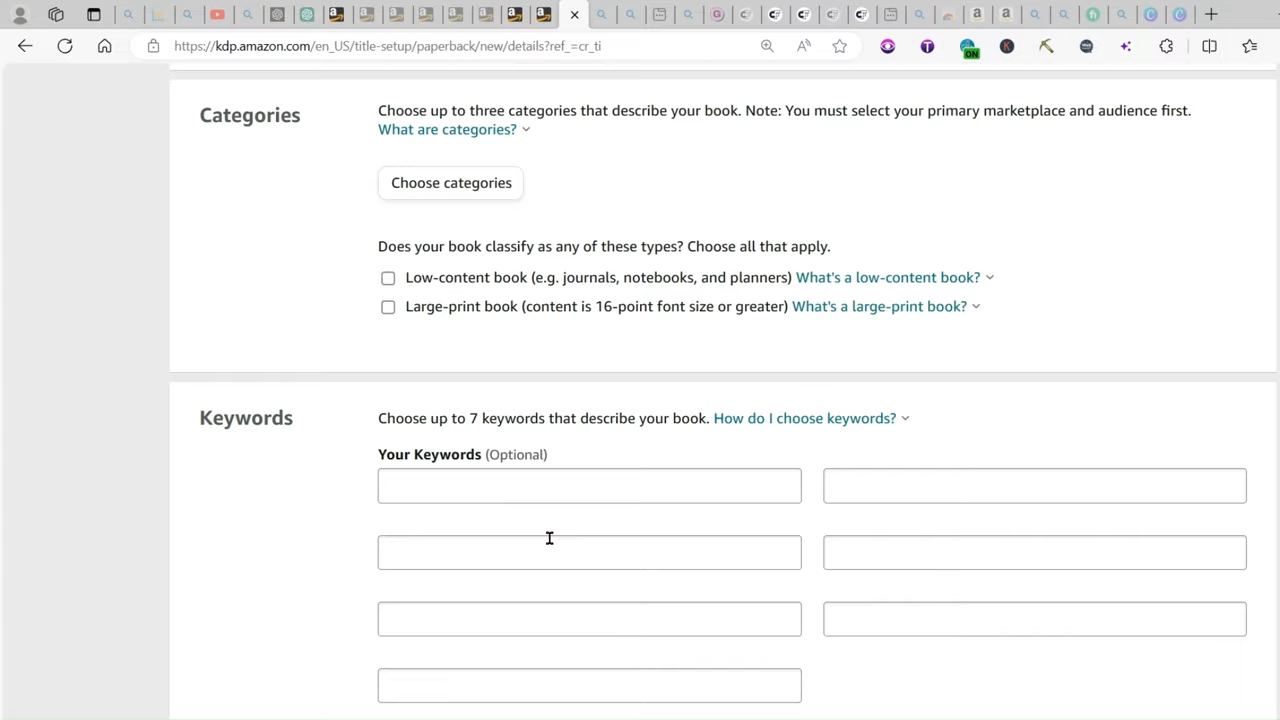 https://kdp.amazon.com/en_US/title-setup/paperback/new/details?ref_=cr_ti
ON
Categories
Choose up to three categories that describe your book. Note: You must select your primary marketplace and audience first.
What are categories?
Choose categories
Does your book classify as any of these types? Choose all that apply.
Low-content book (e.g. journals, notebooks, and planners) What's a low-content book?
Large-print book (content is 16-point font size or greater) What's a large-print book?
Keywords
Choose up to 7 keywords that describe your book. How do I choose keywords?
Your Keywords (Optional)